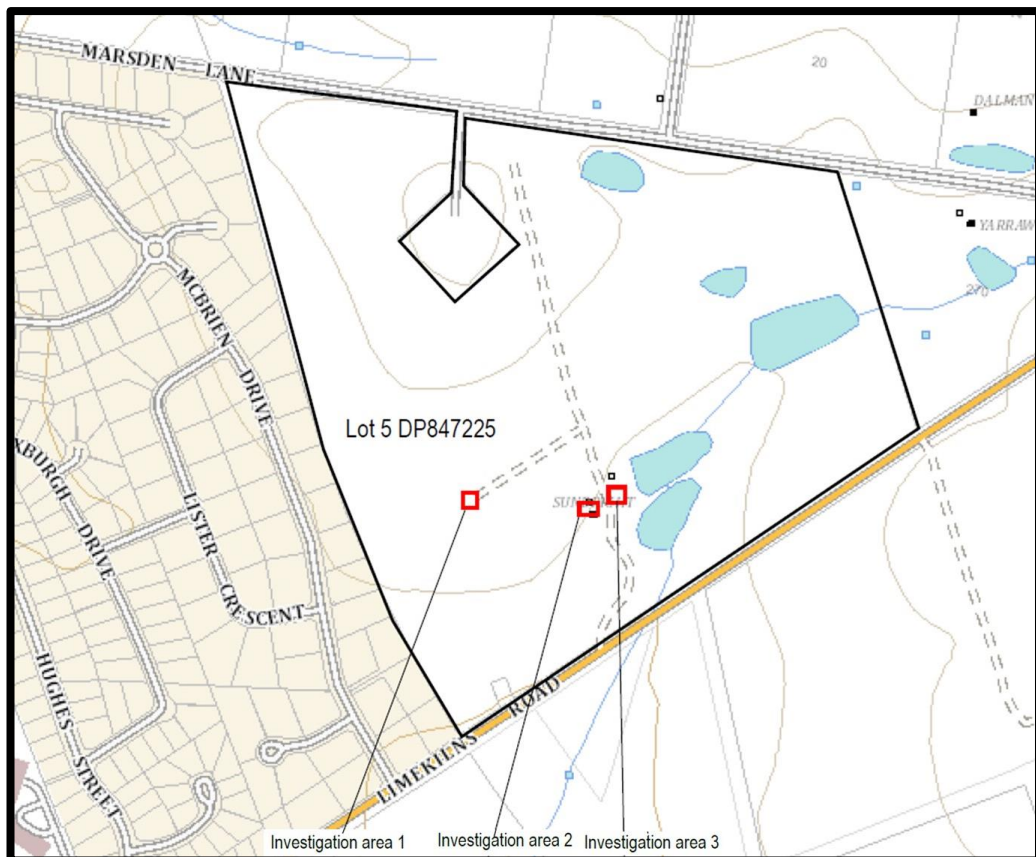 MARSDEN LANE
20
DALMAN
YARRAW
270
MCBRIEN DRIVE
Lot 5 DP847225
XBURGH DRIVE
LISTER CRESCENT
HUGHES STREET
LIMEKILNS ROAD
Investigation area 1
Investigation area 2
Investigation area 3